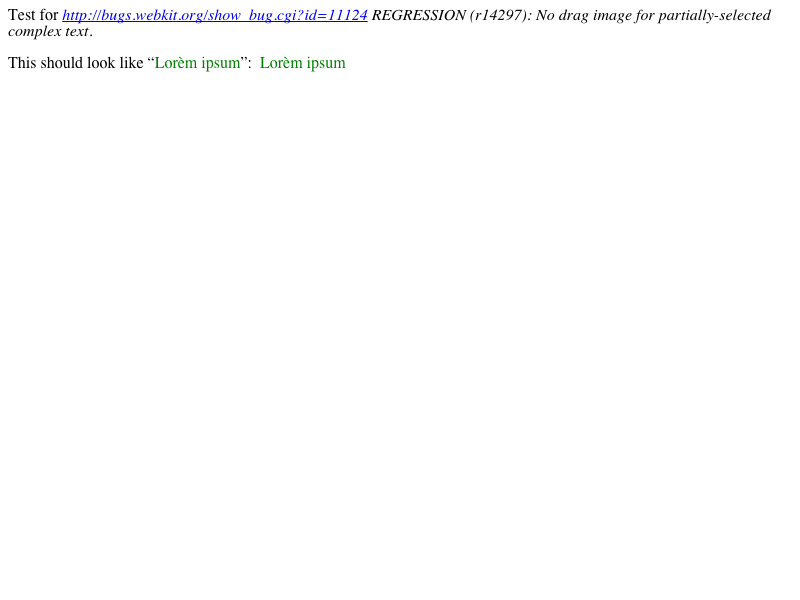 Test for http://bugs.webkit.org/show_bug.cgi?id=11124 REGRESSION (r14297): No drag image for partially-selected
complex text.
This should look like “Lorèm ipsum”:  Lorèm ipsum